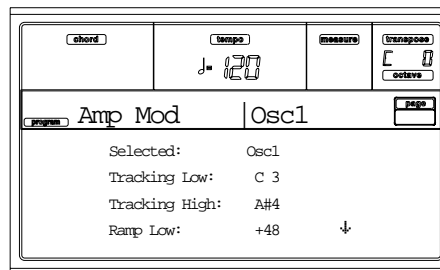 chord tempo measure transpose
♩= 120 C 0
octave
program Amp Mod Osc1 page
Selected: Osc1
Tracking Low: C 3
Tracking High: A#4
Ramp Low: +48